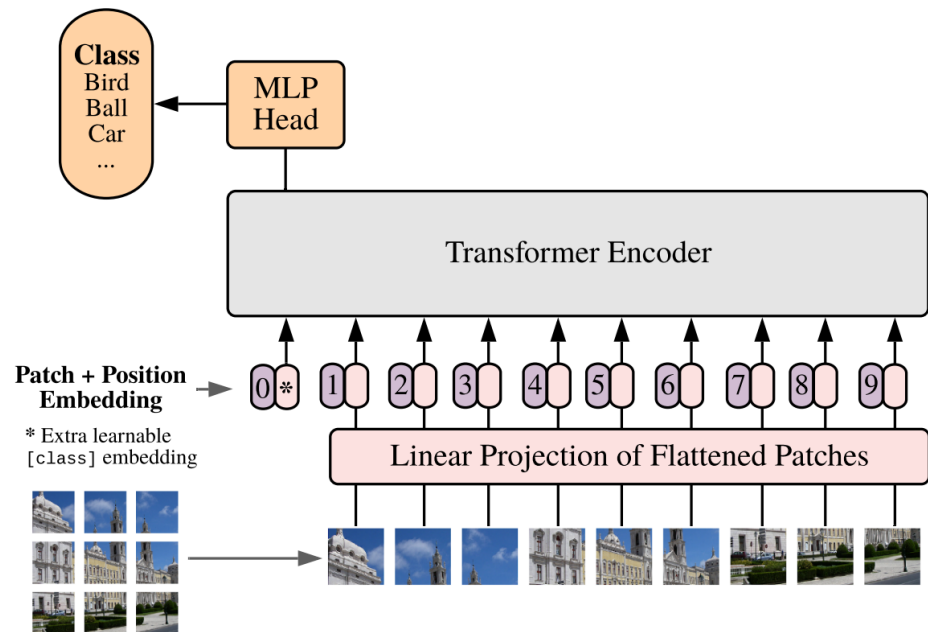 Class
Bird
Ball
Car
...
MLP
Head
Transformer Encoder
Patch + Position
Embedding
0 * 1 2 3 4 5 6 7 8 9
* Extra learnable
[class] embedding
Linear Projection of Flattened Patches